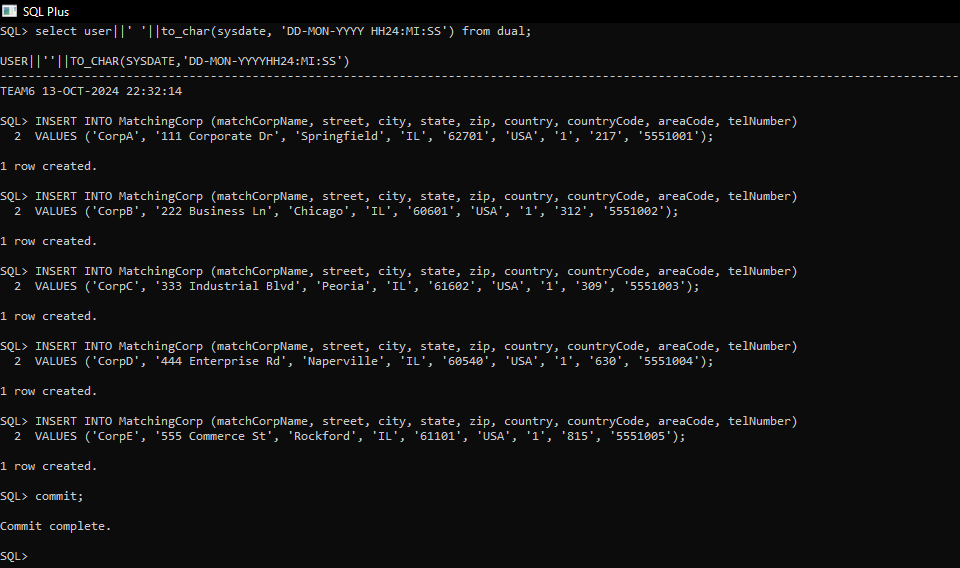 SQL Plus
SQL> select user||' '||to_char(sysdate, 'DD-MON-YYYY HH24:MI:SS') from dual;
USER||''||TO_CHAR(SYSDATE,'DD-MON-YYYYHH24:MI:SS')
--------------------------------------------------------------------------------------------------------------------------------------------
TEAM6 13-OCT-2024 22:32:14
SQL> INSERT INTO MatchingCorp (matchCorpName, street, city, state, zip, country, countryCode, areaCode, telNumber)
2 VALUES ('CorpA', '111 Corporate Dr', 'Springfield', 'IL', '62701', 'USA', '1', '217', '5551001');
1 row created.
SQL> INSERT INTO MatchingCorp (matchCorpName, street, city, state, zip, country, countryCode, areaCode, telNumber)
2 VALUES ('CorpB', '222 Business Ln', 'Chicago', 'IL', '60601', 'USA', '1', '312', '5551002');
1 row created.
SQL> INSERT INTO MatchingCorp (matchCorpName, street, city, state, zip, country, countryCode, areaCode, telNumber)
2 VALUES ('CorpC', '333 Industrial Blvd', 'Peoria', 'IL', '61602', 'USA', '1', '309', '5551003');
1 row created.
SQL> INSERT INTO MatchingCorp (matchCorpName, street, city, state, zip, country, countryCode, areaCode, telNumber)
2 VALUES ('CorpD', '444 Enterprise Rd', 'Naperville', 'IL', '60540', 'USA', '1', '630', '5551004');
1 row created.
SQL> INSERT INTO MatchingCorp (matchCorpName, street, city, state, zip, country, countryCode, areaCode, telNumber)
2 VALUES ('CorpE', '555 Commerce St', 'Rockford', 'IL', '61101', 'USA', '1', '815', '5551005');
1 row created.
SQL> commit;
Commit complete.
SQL>